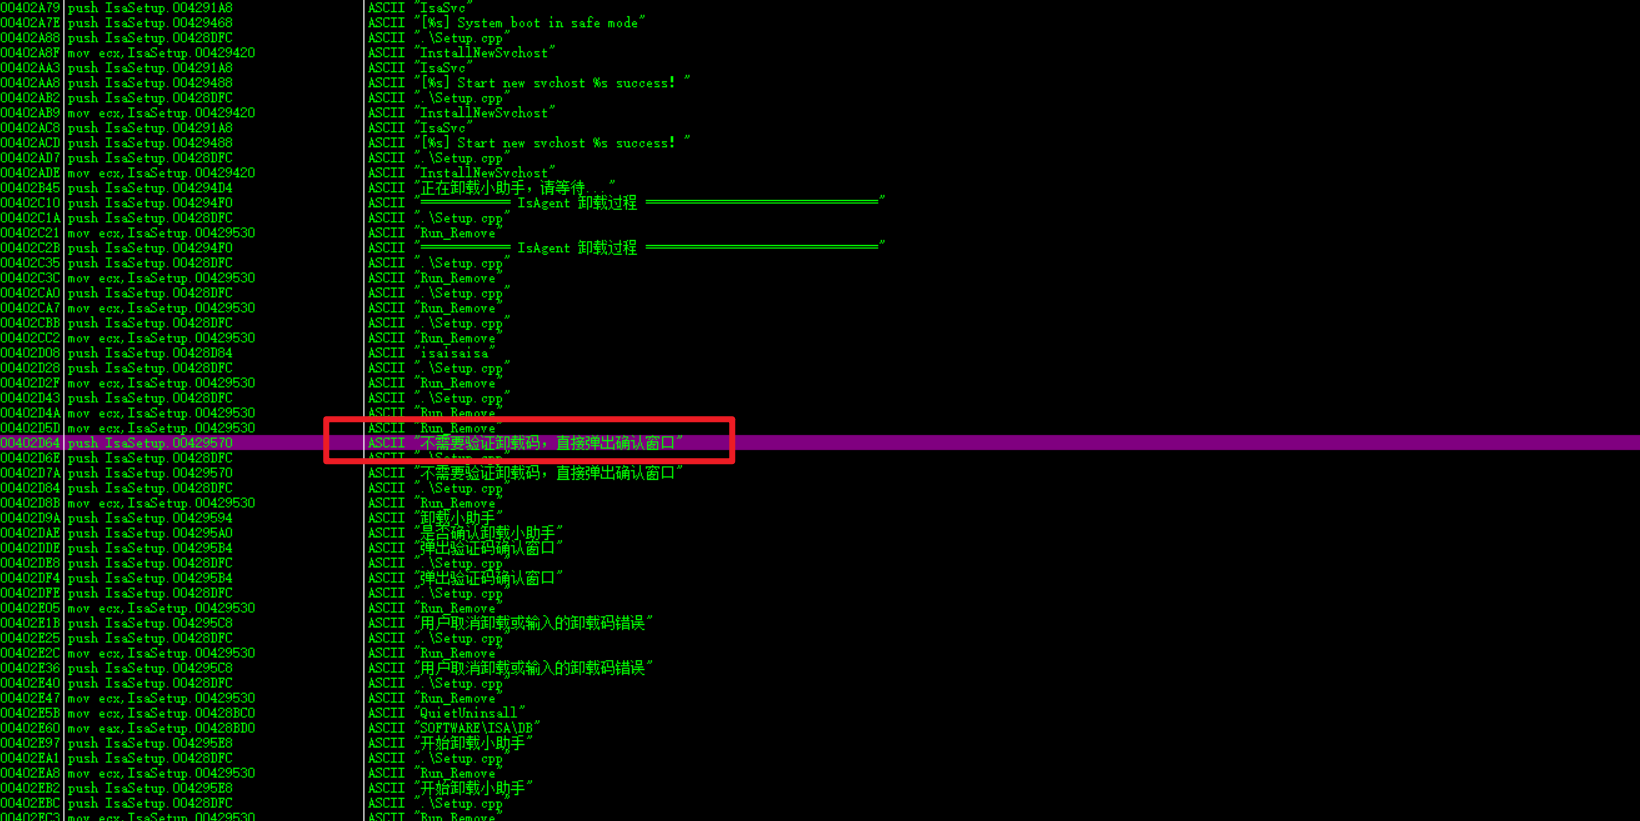 00402A79 push IsaSetup.004291A8 ASCII "IsaSvc"
00402A7E push IsaSetup.00429468 ASCII "[%s] System boot in safe mode"
00402A88 push IsaSetup.00428DFC ASCII ".\Setup.cpp"
00402A8F mov ecx,IsaSetup.00429420 ASCII "InstallNewSvchost"
00402AA3 push IsaSetup.004291A8 ASCII "IsaSvc"
00402AA8 push IsaSetup.00429488 ASCII "[%s] Start new svchost %s success! "
00402AB2 push IsaSetup.00428DFC ASCII ".\Setup.cpp"
00402AB9 mov ecx,IsaSetup.00429420 ASCII "InstallNewSvchost"
00402AC8 push IsaSetup.004291A8 ASCII "IsaSvc"
00402ACD push IsaSetup.00429488 ASCII "[%s] Start new svchost %s success! "
00402AD7 push IsaSetup.00428DFC ASCII ".\Setup.cpp"
00402ADE mov ecx,IsaSetup.00429420 ASCII "InstallNewSvchost"
00402B45 push IsaSetup.004294D4 ASCII "正在卸载小助手，请等待..."
00402C10 push IsaSetup.004294F0 ASCII "============ IsAgent 卸载过程 ==============================="
00402C1A push IsaSetup.00428DFC ASCII ".\Setup.cpp"
00402C21 mov ecx,IsaSetup.00429530 ASCII "Run_Remove"
00402C2B push IsaSetup.004294F0 ASCII "============ IsAgent 卸载过程 ==============================="
00402C35 push IsaSetup.00428DFC ASCII ".\Setup.cpp"
00402C3C mov ecx,IsaSetup.00429530 ASCII "Run_Remove"
00402CA0 push IsaSetup.00428DFC ASCII ".\Setup.cpp"
00402CA7 mov ecx,IsaSetup.00429530 ASCII "Run_Remove"
00402CBB push IsaSetup.00428DFC ASCII ".\Setup.cpp"
00402CC2 mov ecx,IsaSetup.00429530 ASCII "Run_Remove"
00402D08 push IsaSetup.00428D84 ASCII "isaisaisa"
00402D28 push IsaSetup.00428DFC ASCII ".\Setup.cpp"
00402D2F mov ecx,IsaSetup.00429530 ASCII "Run_Remove"
00402D43 push IsaSetup.00428DFC ASCII ".\Setup.cpp"
00402D4A mov ecx,IsaSetup.00429530 ASCII "Run_Remove"
00402D5D mov ecx,IsaSetup.00429530 ASCII "Run_Remove"
00402D64 push IsaSetup.00429570 ASCII "不需要验证卸载码，直接弹出确认窗口"
00402D6E push IsaSetup.00428DFC ASCII ".\Setup.cpp"
00402D7A push IsaSetup.00429570 ASCII "不需要验证卸载码，直接弹出确认窗口"
00402D84 push IsaSetup.00428DFC ASCII ".\Setup.cpp"
00402D8B mov ecx,IsaSetup.00429530 ASCII "Run_Remove"
00402D9A push IsaSetup.00429594 ASCII "卸载小助手"
00402DAE push IsaSetup.004295A0 ASCII "是否确认卸载小助手"
00402DDE push IsaSetup.004295B4 ASCII "弹出验证码确认窗口"
00402DE8 push IsaSetup.00428DFC ASCII ".\Setup.cpp"
00402DF4 push IsaSetup.004295B4 ASCII "弹出验证码确认窗口"
00402DFE push IsaSetup.00428DFC ASCII ".\Setup.cpp"
00402E05 mov ecx,IsaSetup.00429530 ASCII "Run_Remove"
00402E1B push IsaSetup.004295C8 ASCII "用户取消卸载或输入的卸载码错误"
00402E25 push IsaSetup.00428DFC ASCII ".\Setup.cpp"
00402E2C mov ecx,IsaSetup.00429530 ASCII "Run_Remove"
00402E36 push IsaSetup.004295C8 ASCII "用户取消卸载或输入的卸载码错误"
00402E40 push IsaSetup.00428DFC ASCII ".\Setup.cpp"
00402E47 mov ecx,IsaSetup.00429530 ASCII "Run_Remove"
00402E5B mov ecx,IsaSetup.00428BC0 ASCII "QuietUninsall"
00402E60 mov eax,IsaSetup.00428BD0 ASCII "SOFTWARE\ISA\DB"
00402E97 push IsaSetup.004295E8 ASCII "开始卸载小助手"
00402EA1 push IsaSetup.00428DFC ASCII ".\Setup.cpp"
00402EA8 mov ecx,IsaSetup.00429530 ASCII "Run_Remove"
00402EB2 push IsaSetup.004295E8 ASCII "开始卸载小助手"
00402EBC push IsaSetup.00428DFC ASCII ".\Setup.cpp"
00402EC3 mov ecx,IsaSetup.00429530 ASCII "Run_Remove"